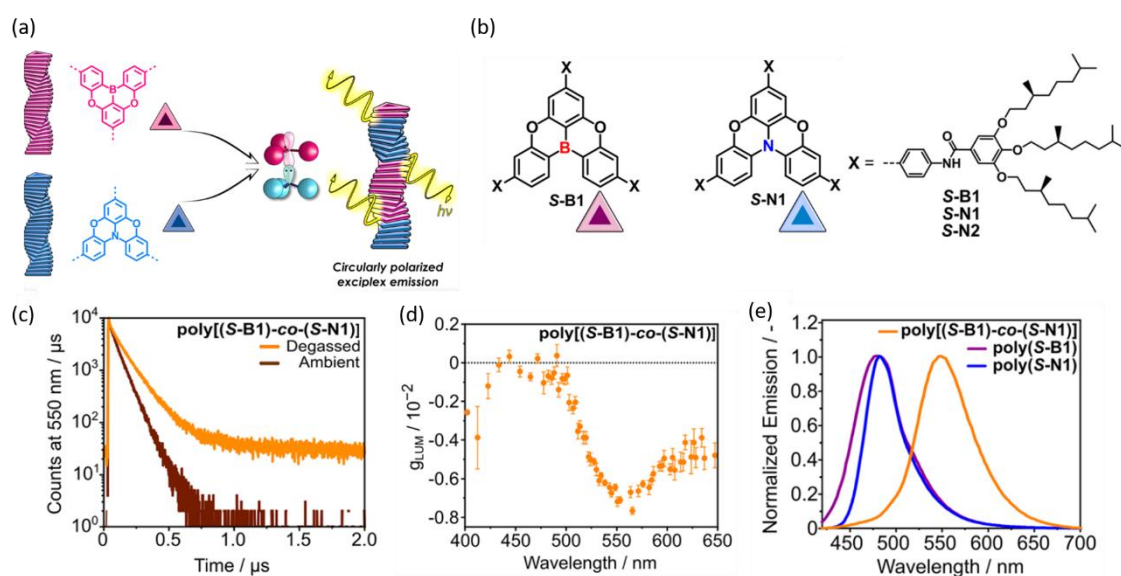 (a)
B
O
O
N
O
O
hν
Circularly polarized
exciplex emission
(b)
X
O
O
B
X
X
S-B1
X
O
O
N
X
X
S-N1
X =
O
NH
O
O
O
S-B1
S-N1
S-N2
(c)
poly[(S-B1)-co-(S-N1)]
Degassed
Ambient
Counts at 550 nm / μs
10⁴
10³
10²
10¹
10⁰
0 0.5 1.0 1.5 2.0
Time / μs
(d)
poly[(S-B1)-co-(S-N1)]
gLUM / 10⁻²
0.2
0
-0.2
-0.4
-0.6
-0.8
400 450 500 550 600 650
Wavelength / nm
(e)
poly[(S-B1)-co-(S-N1)]
poly(S-B1)
poly(S-N1)
Normalized Emission / -
1.2
1.0
0.8
0.6
0.4
0.2
0
450 500 550 600 650 700
Wavelength / nm